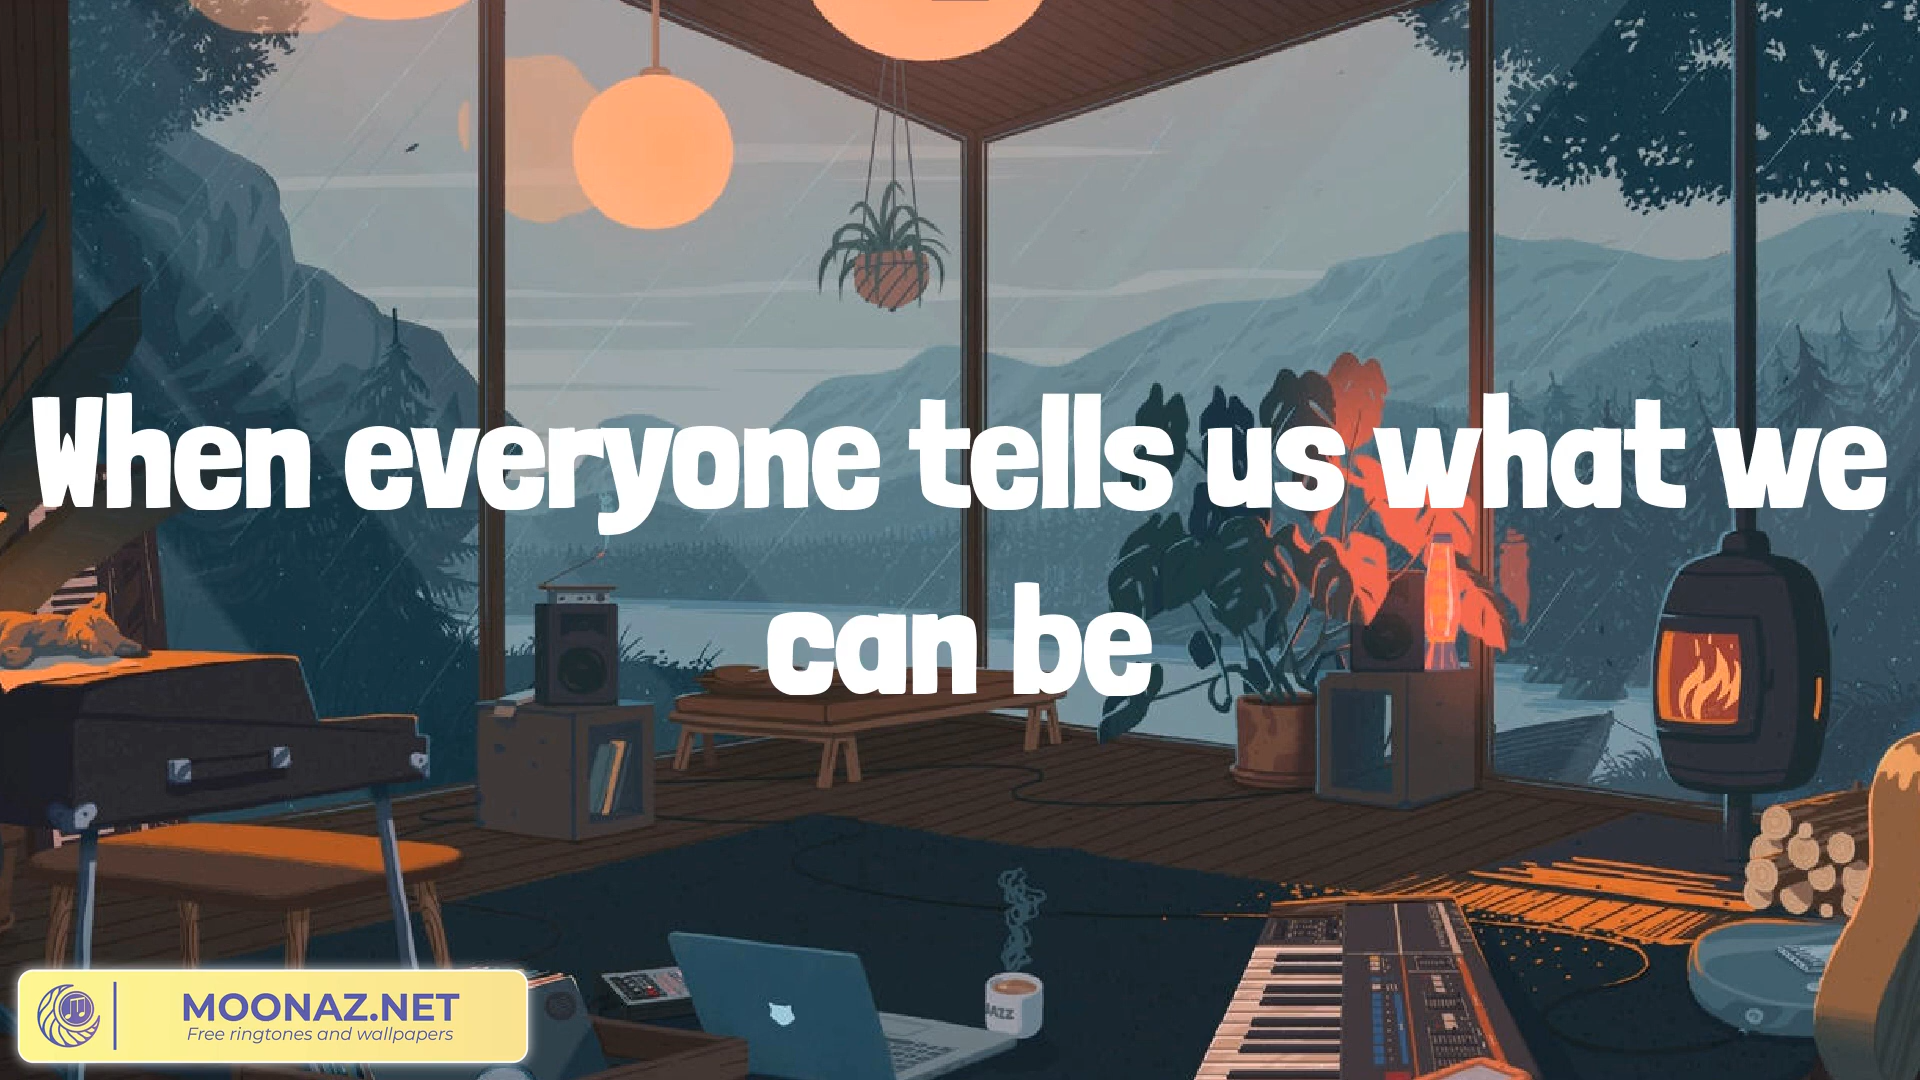 When everyone tells us what we
can be
JAZZ
MOONAZ.NET
Free ringtones and wallpapers